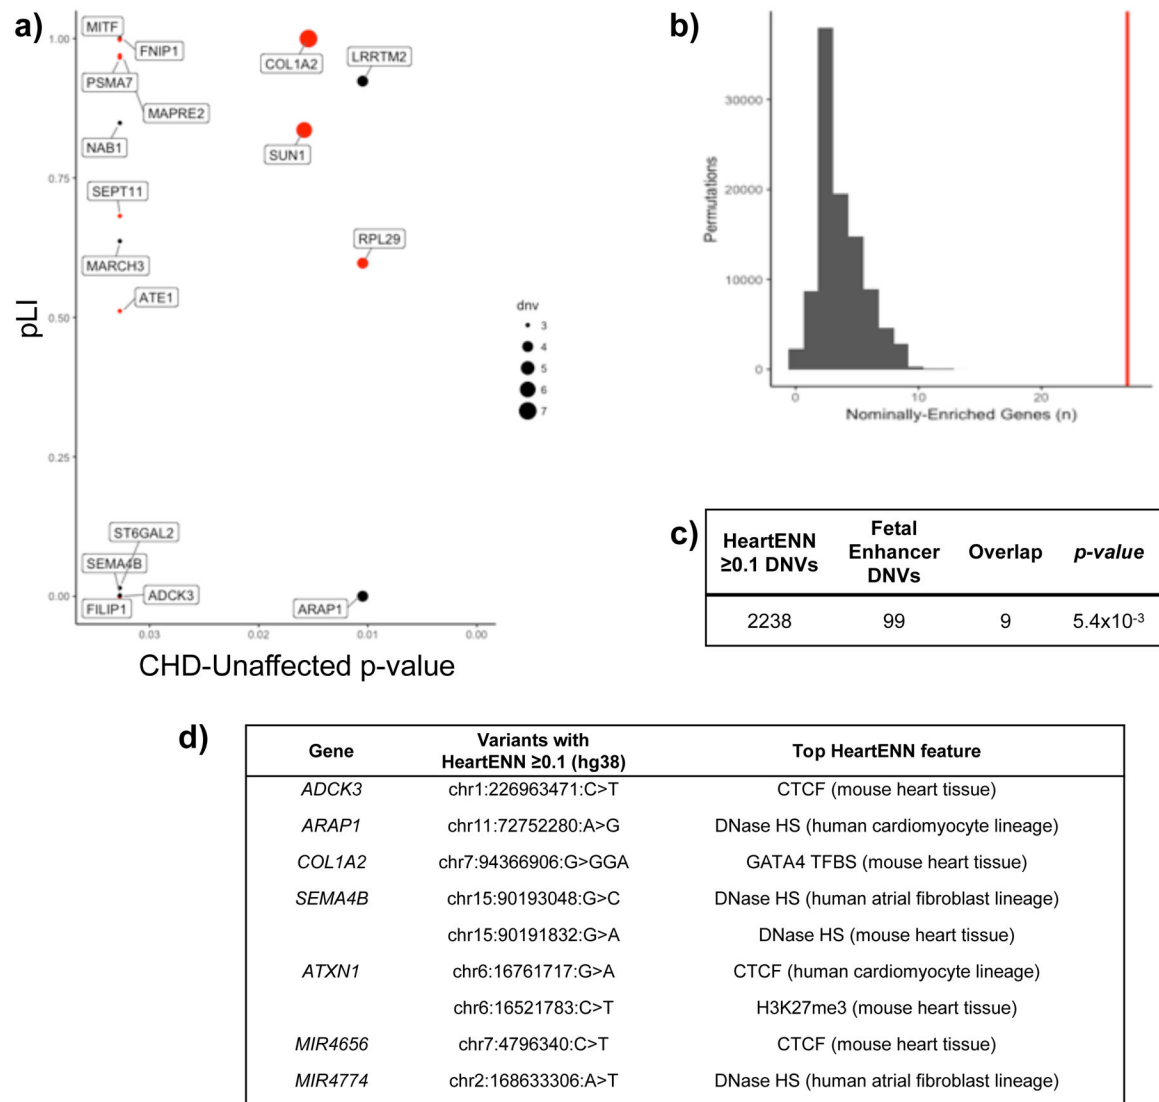 a)
MITF
FNIP1
PSMA7
MAPRE2
NAB1
SEPT11
MARCH3
ATE1
COL1A2
LRRTM2
SUN1
RPL29
ST6GAL2
SEMA4B
ADCK3
FILIP1
ARAP1
1.00
0.75
0.50
0.25
0.00
pLI
0.03
0.02
0.01
0.00
CHD-Unaffected p-value
dnv
3
4
5
6
7
b)
30000
20000
10000
0
Permutations
0
10
20
Nominally-Enriched Genes (n)
c)
HeartENN ≥0.1 DNVs Fetal Enhancer DNVs Overlap p-value
2238 99 9 5.4x10⁻³
d)
Gene Variants with HeartENN ≥0.1 (hg38) Top HeartENN feature
ADCK3 chr1:226963471:C>T CTCF (mouse heart tissue)
ARAP1 chr11:72752280:A>G DNase HS (human cardiomyocyte lineage)
COL1A2 chr7:94366906:G>GGA GATA4 TFBS (mouse heart tissue)
SEMA4B chr15:90193048:G>C DNase HS (human atrial fibroblast lineage)
chr15:90191832:G>A DNase HS (mouse heart tissue)
ATXN1 chr6:16761717:G>A CTCF (human cardiomyocyte lineage)
chr6:16521783:C>T H3K27me3 (mouse heart tissue)
MIR4656 chr7:4796340:C>T CTCF (mouse heart tissue)
MIR4774 chr2:168633306:A>T DNase HS (human atrial fibroblast lineage)